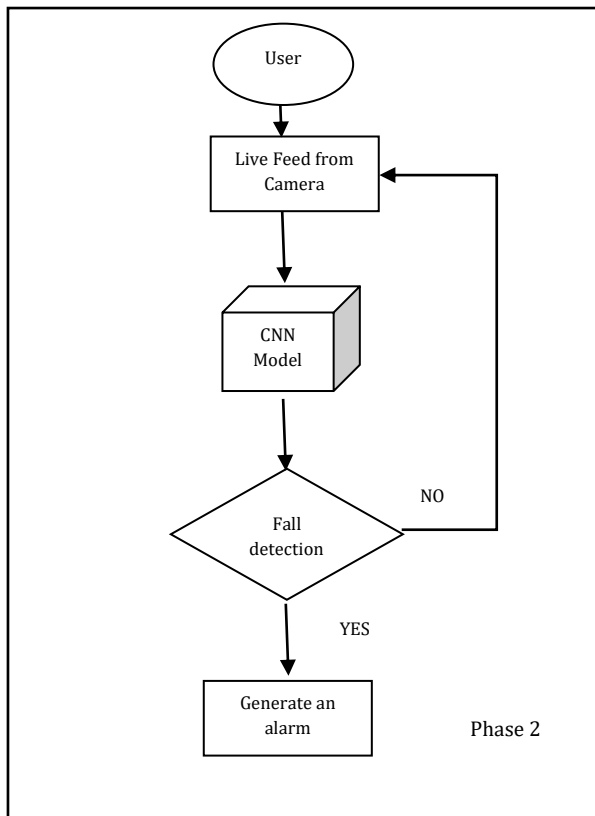 User
Live Feed from
Camera
CNN
Model
Fall
detection
NO
YES
Generate an
alarm
Phase 2